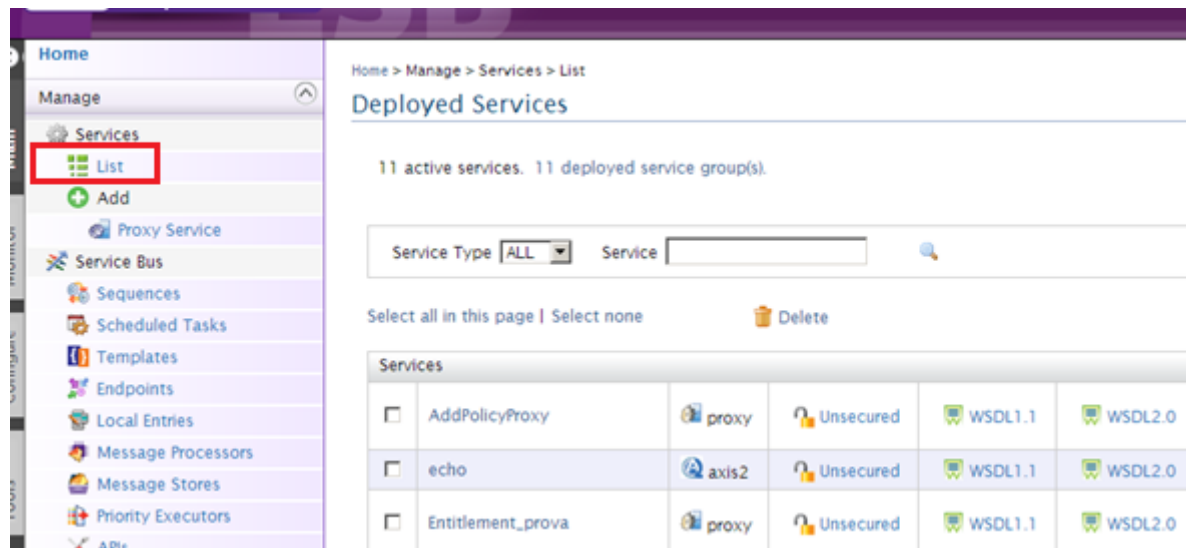 ESB
Home
Manage
Services
List
Add
Proxy Service
Service Bus
Sequences
Scheduled Tasks
Templates
Endpoints
Local Entries
Message Processors
Message Stores
Priority Executors
APIs
Home > Manage > Services > List
Deployed Services
11 active services. 11 deployed service group(s).
Service Type ALL Service
Select all in this page | Select none Delete
Services
AddPolicyProxy proxy Unsecured WSDL1.1 WSDL2.0
echo axis2 Unsecured WSDL1.1 WSDL2.0
Entitlement_prova proxy Unsecured WSDL1.1 WSDL2.0